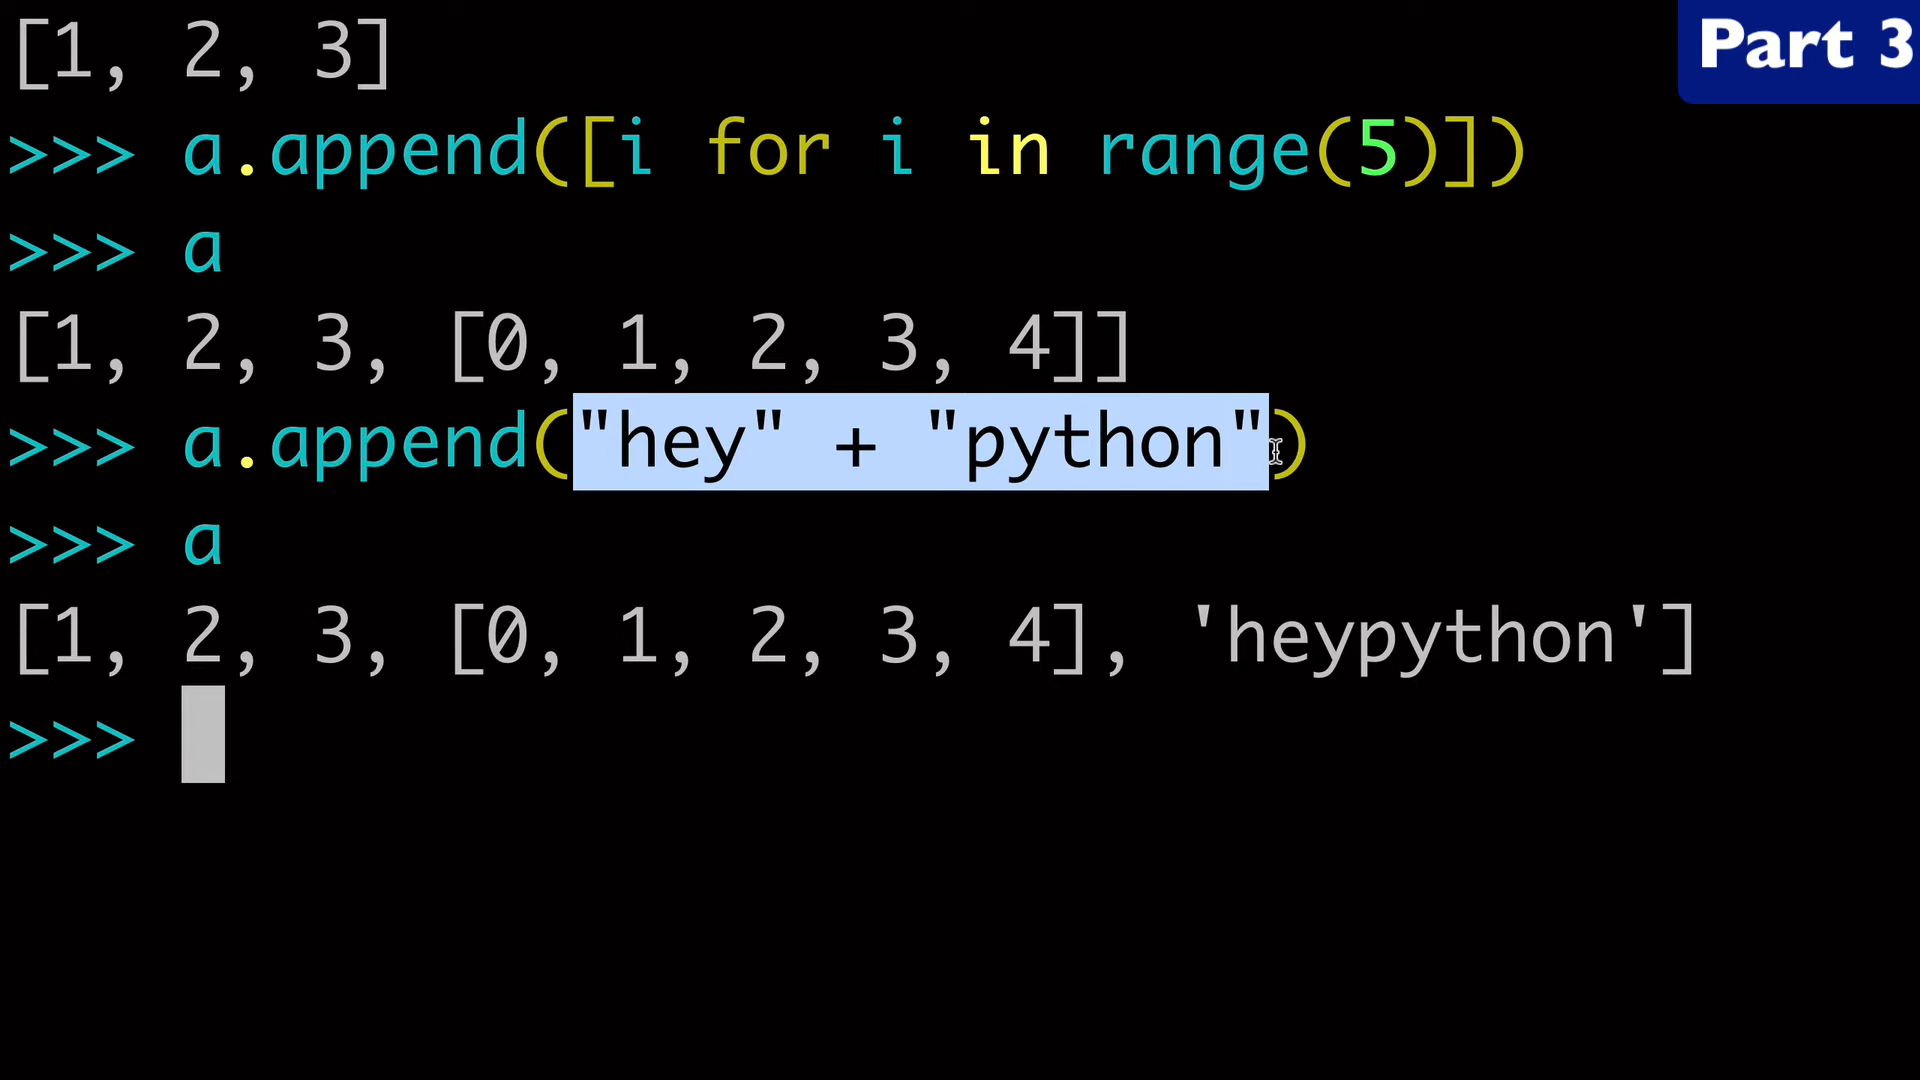 [1, 2, 3]
Part 3
>>> a.append([i for i in range(5)])
>>> a
[1, 2, 3, [0, 1, 2, 3, 4]]
>>> a.append("hey" + "python")
>>> a
[1, 2, 3, [0, 1, 2, 3, 4], 'heypython']
>>>